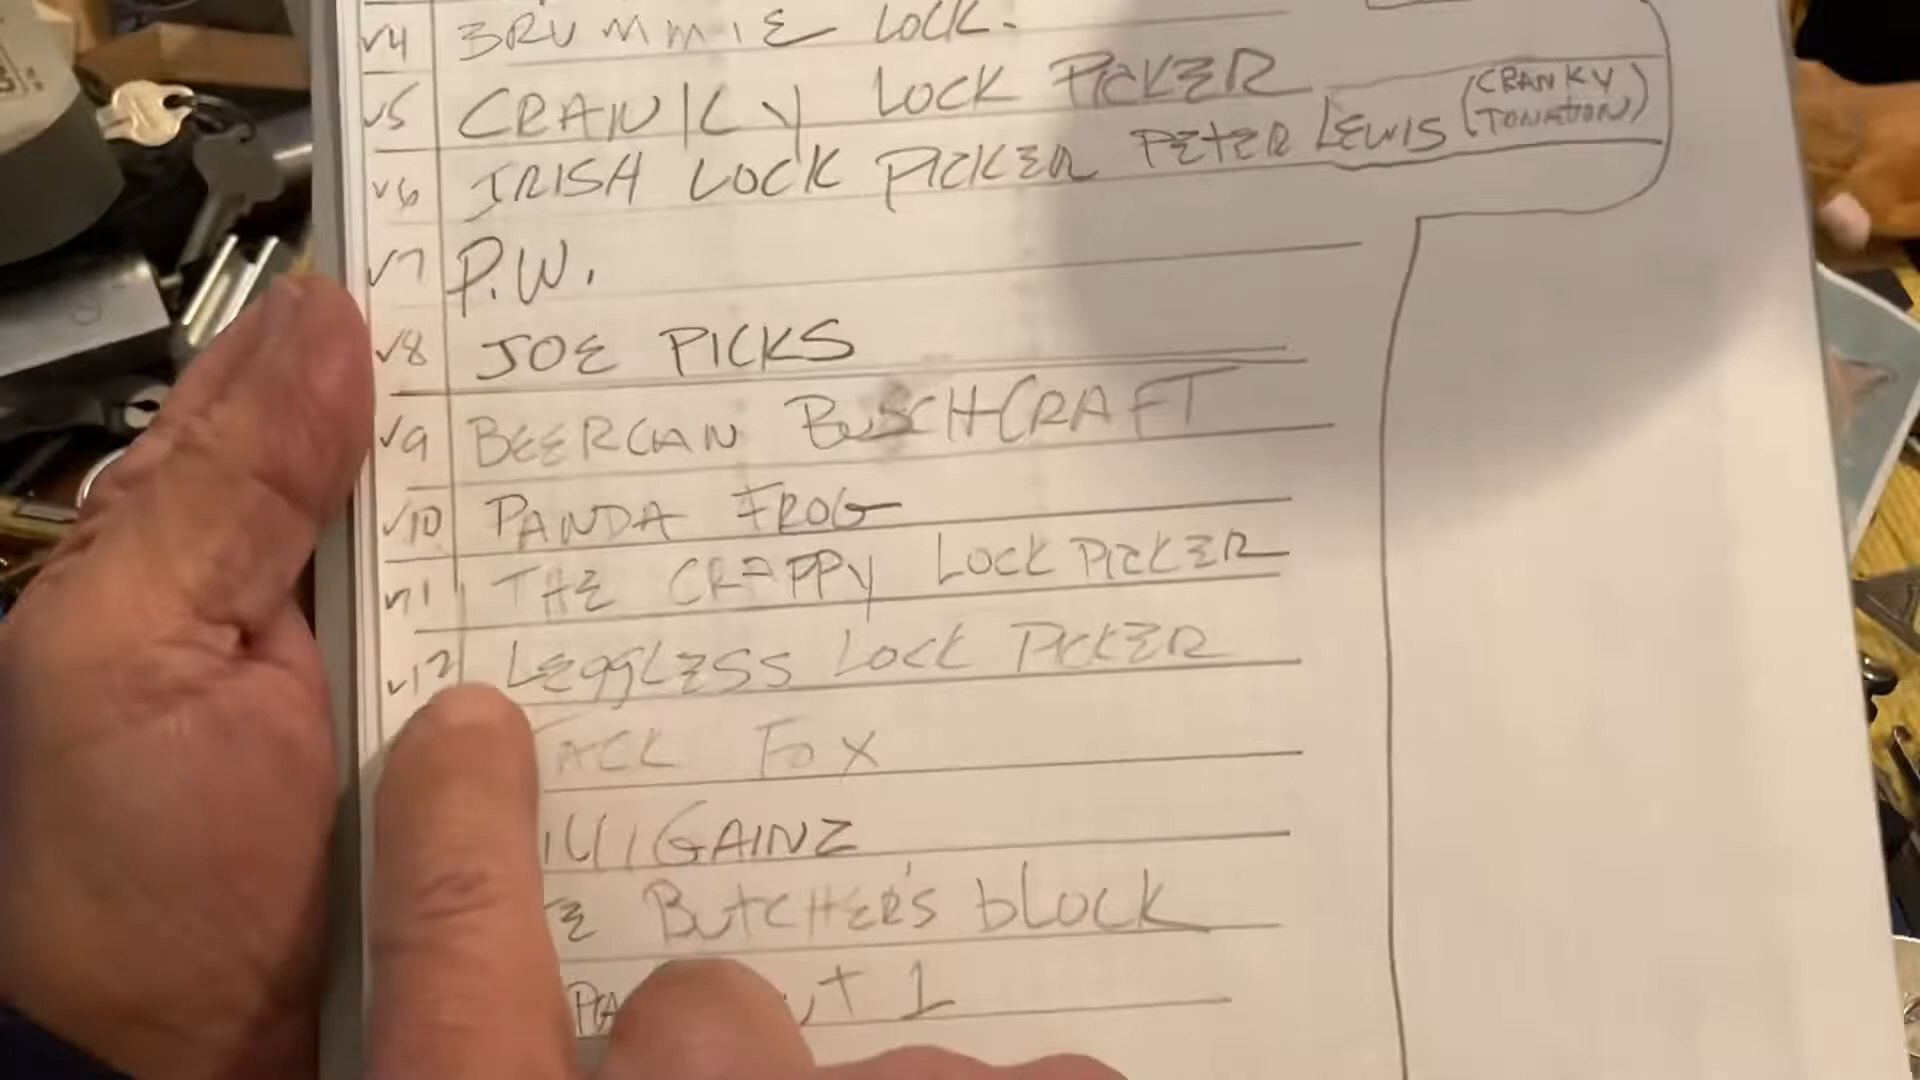 √4 BRUMMIE LOCK.
√5 CRANKY LOCK PICKER
√6 IRISH LOCK PICKER PETER LEWIS (CRANKY TONATION)
√7 P.W.
√8 JOE PICKS
√9 BEERCAN BUSCHCRAFT
√10 PANDA FROG
√11 THE CRAPPY LOCK PICKER
√12 LEggLESS LOCK PICKER
FOX
BUTCHER'S block
1